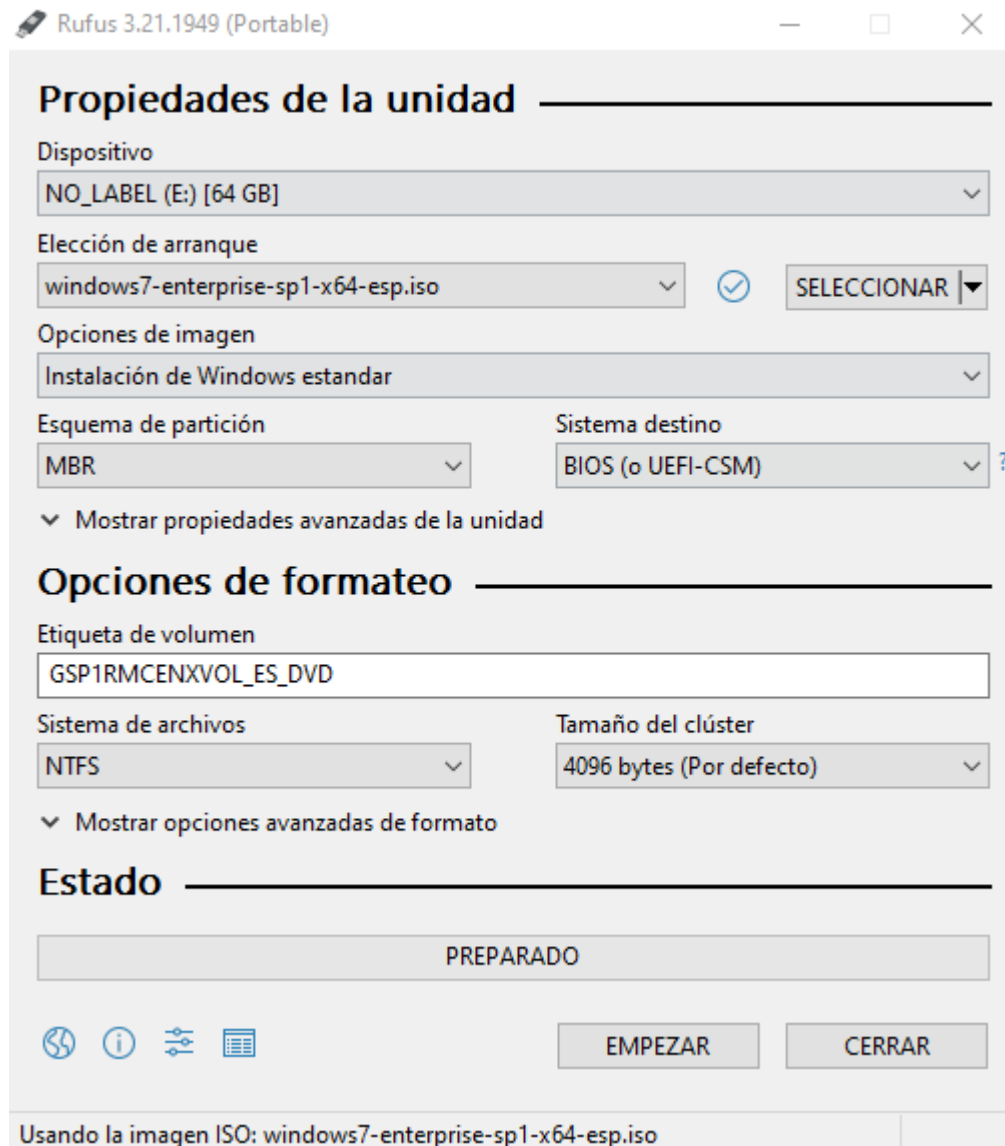 Rufus 3.21.1949 (Portable)
Propiedades de la unidad
Dispositivo
NO_LABEL (E:) [64 GB]
Elección de arranque
windows7-enterprise-sp1-x64-esp.iso
SELECCIONAR
Opciones de imagen
Instalación de Windows estandar
Esquema de partición
Sistema destino
MBR
BIOS (o UEFI-CSM)
?
Mostrar propiedades avanzadas de la unidad
Opciones de formateo
Etiqueta de volumen
GSP1RMCENXVOL_ES_DVD
Sistema de archivos
Tamaño del clúster
NTFS
4096 bytes (Por defecto)
Mostrar opciones avanzadas de formato
Estado
PREPARADO
EMPEZAR
CERRAR
Usando la imagen ISO: windows7-enterprise-sp1-x64-esp.iso